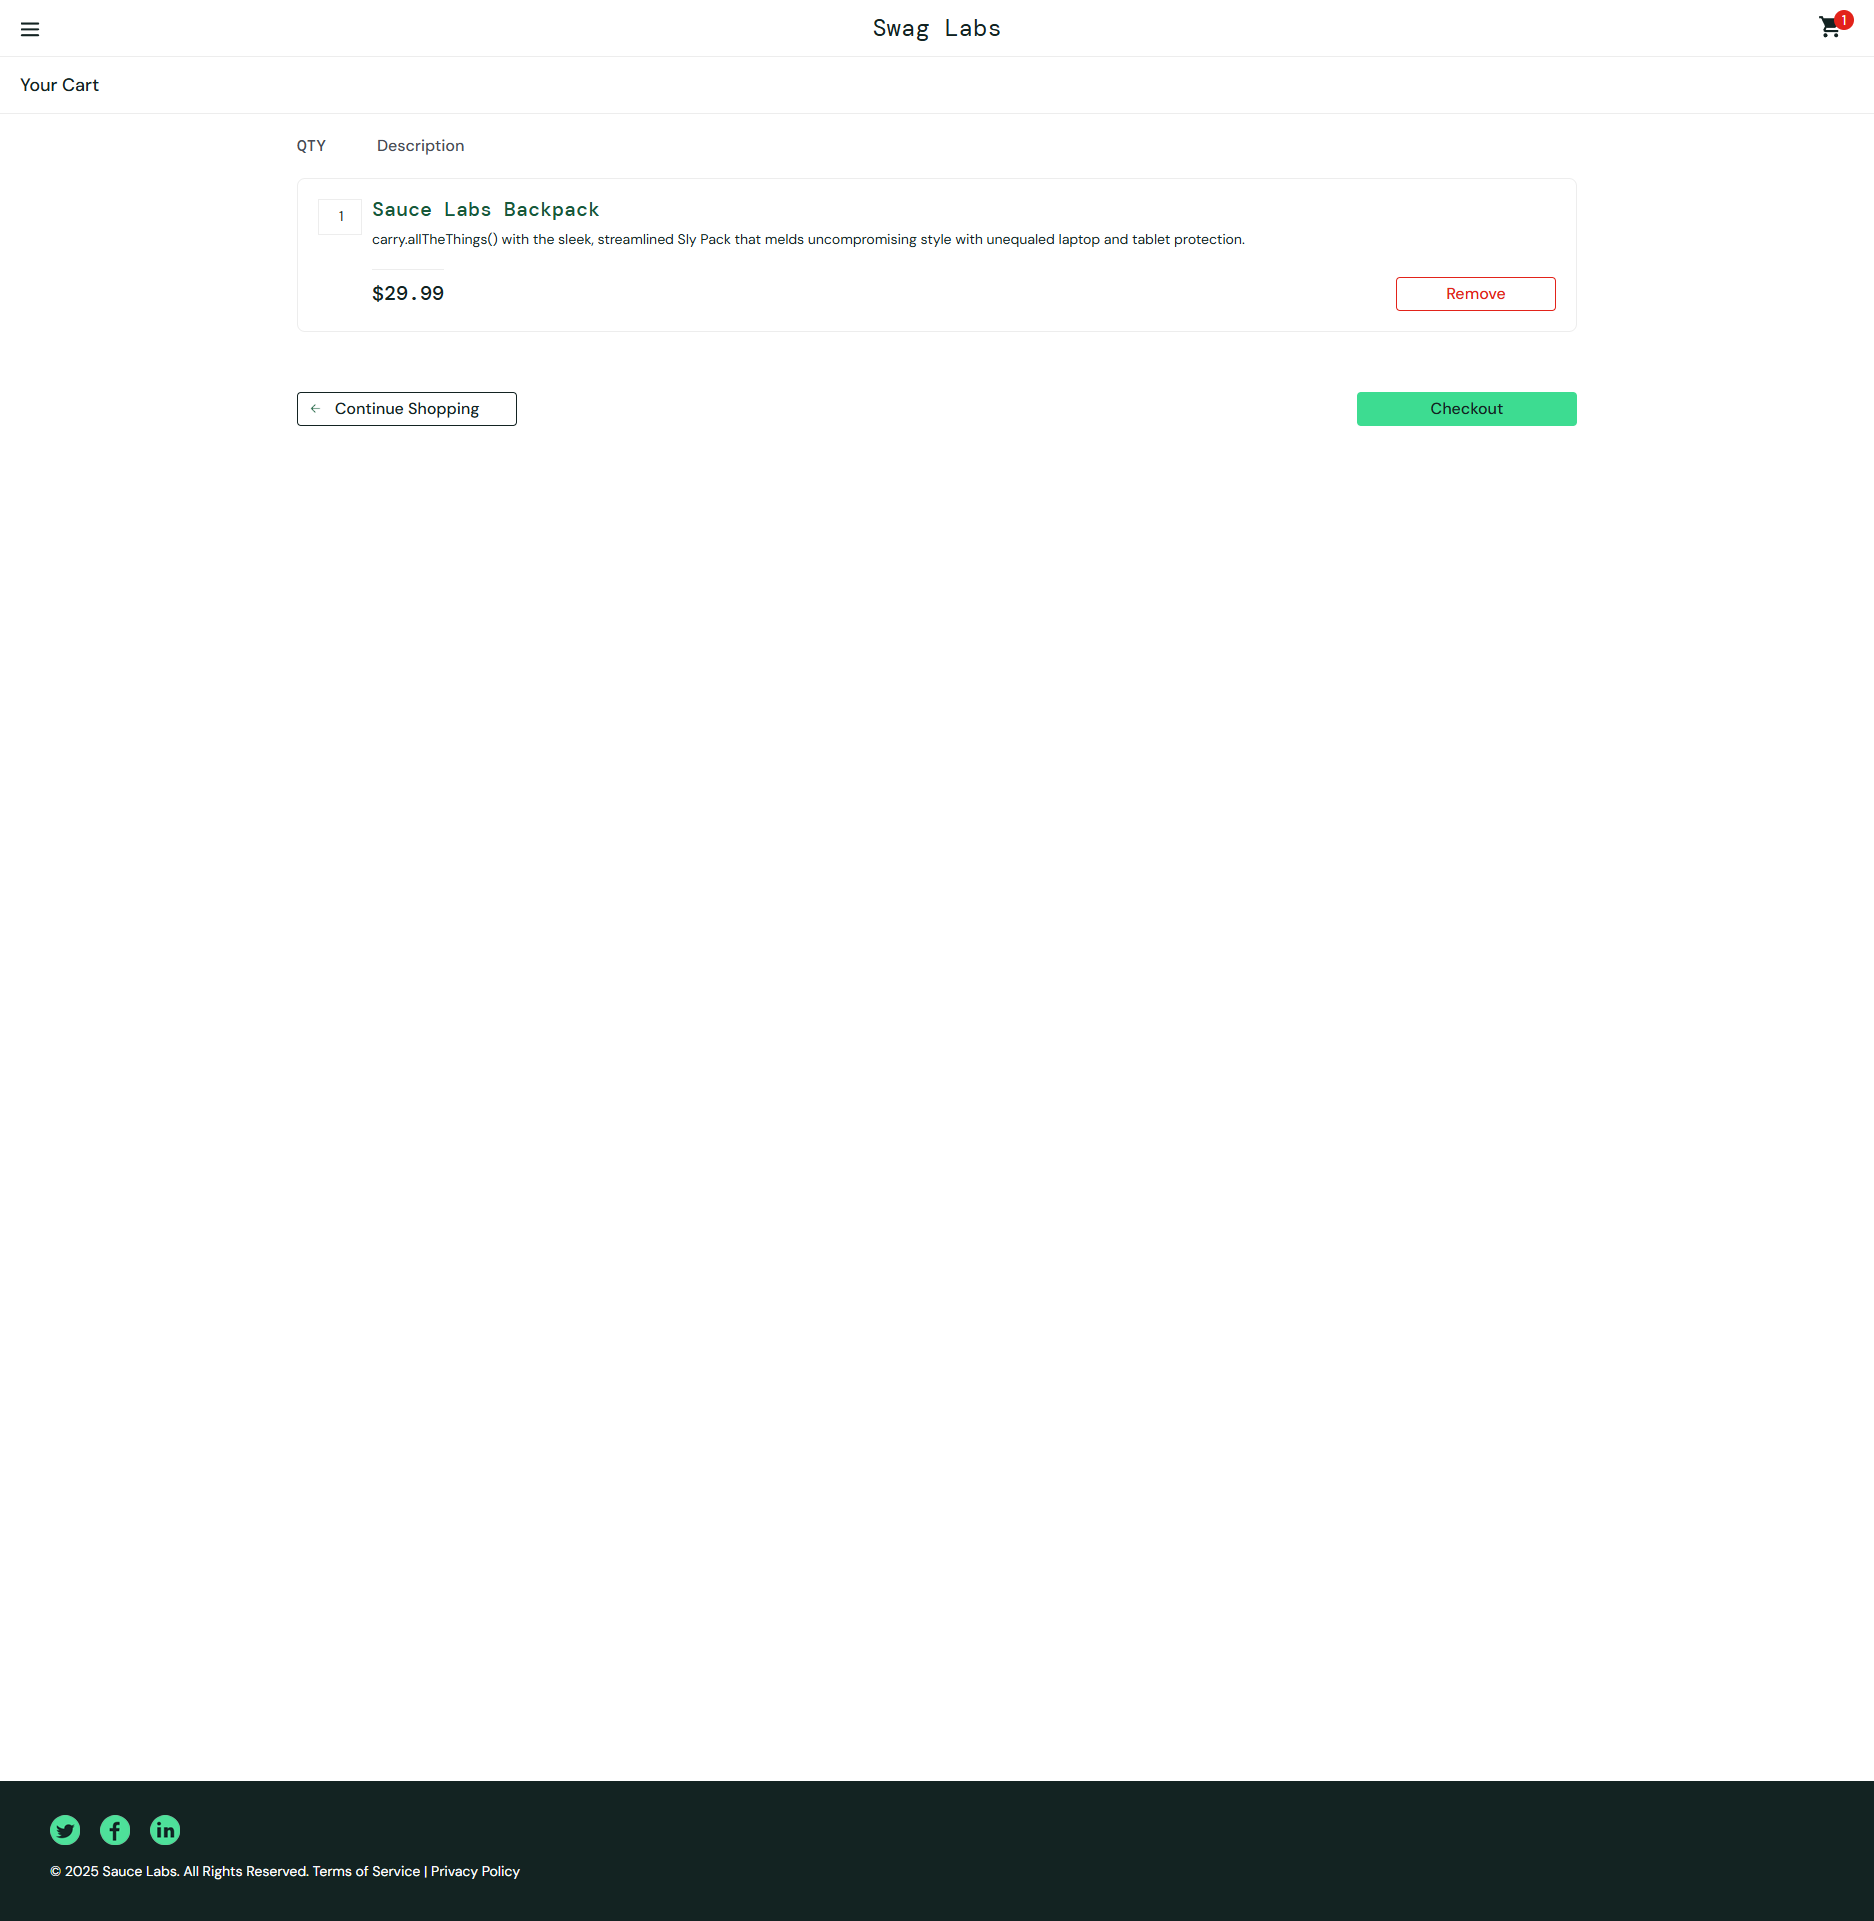 Swag Labs
1
Your Cart
QTY Description
1
Sauce Labs Backpack
carry.allTheThings() with the sleek, streamlined Sly Pack that melds uncompromising style with unequaled laptop and tablet protection.
$29.99
Remove
Continue Shopping
Checkout
© 2025 Sauce Labs. All Rights Reserved. Terms of Service | Privacy Policy